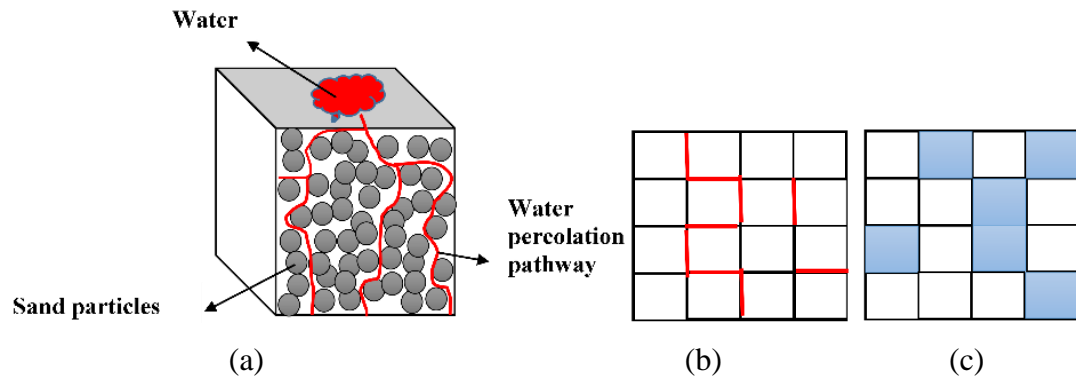 Water
Water
percolation
pathway
Sand particles
(a)
(b)
(c)